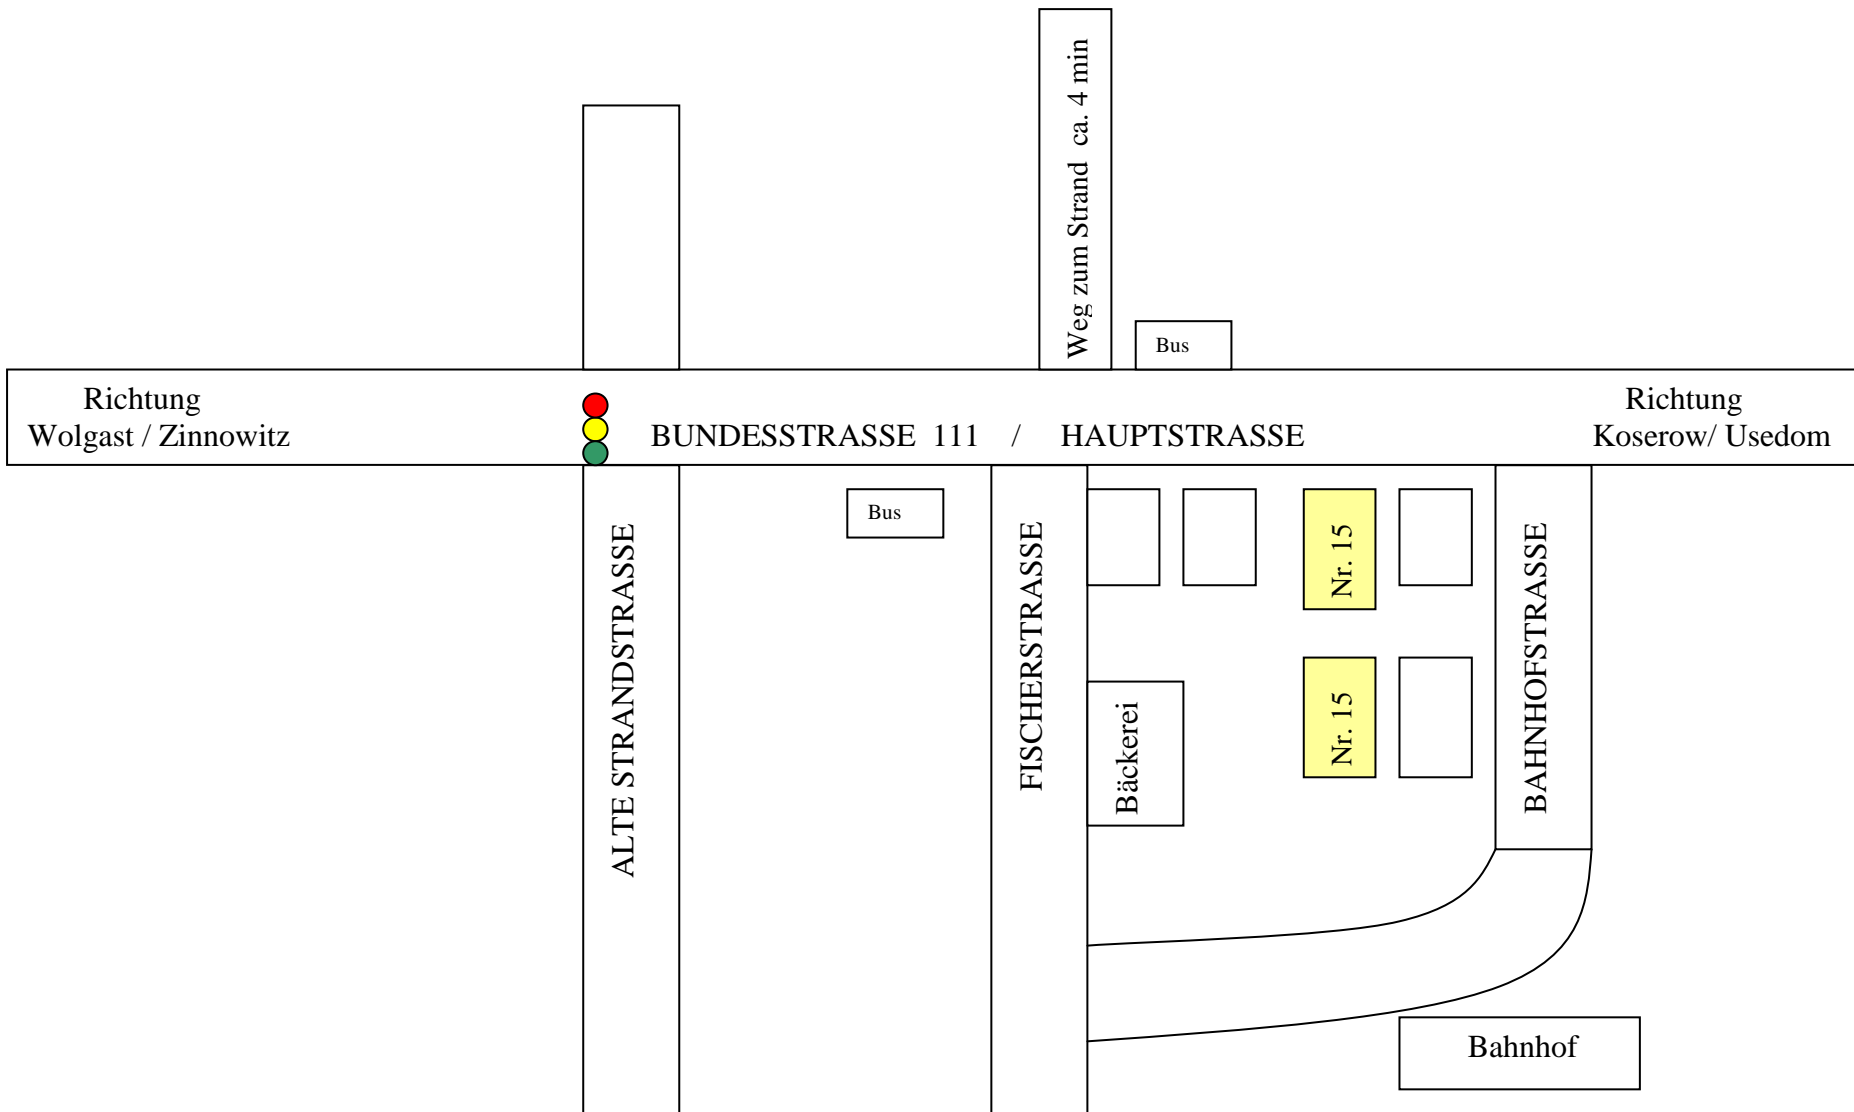 Weg zum Strand  ca. 4 min
Bus
Richtung
Wolgast / Zinnowitz
BUNDESSTRASSE  111    /    HAUPTSTRASSE
Richtung
Koserow/ Usedom
Bus
ALTE STRANDSTRASSE
FISCHERSTRASSE
Nr. 15
BAHNHOFSTRASSE
Bäckerei
Nr. 15
Bahnhof